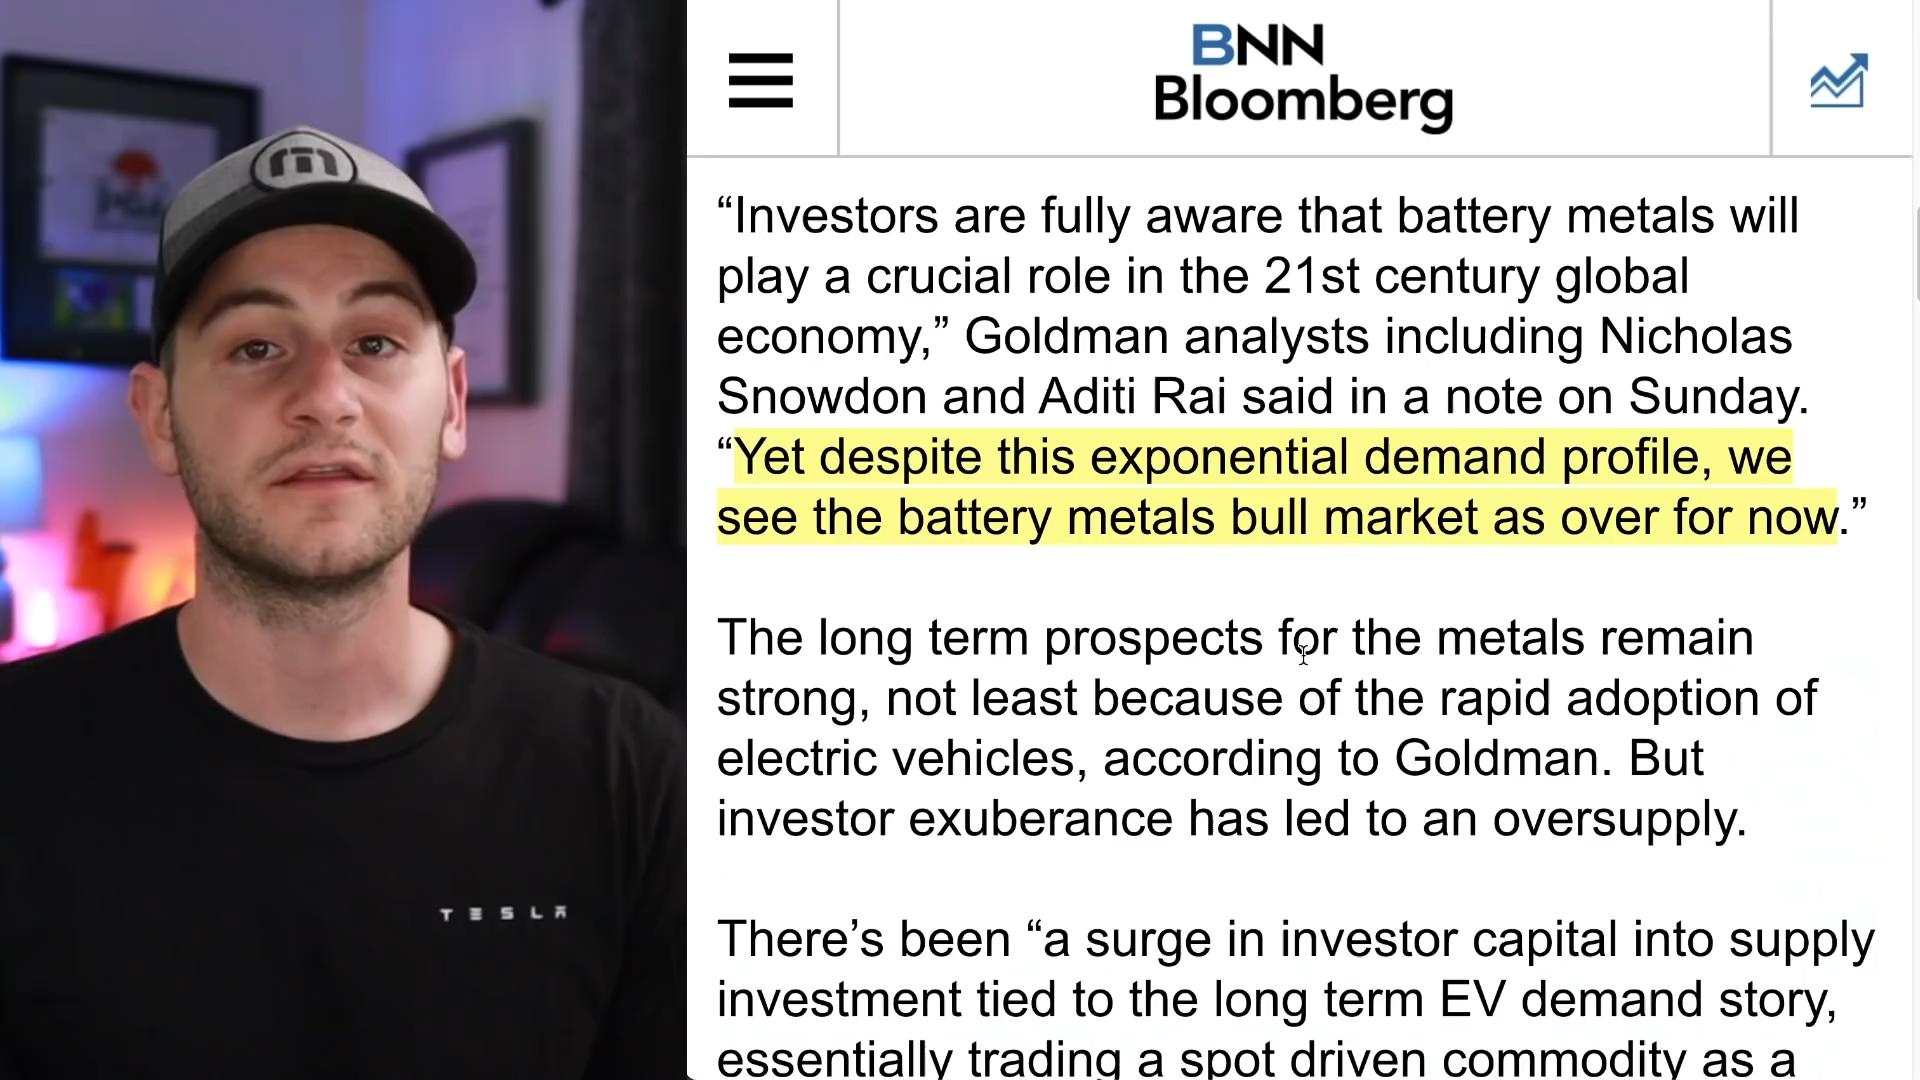 BNN
Bloomberg
“Investors are fully aware that battery metals will
play a crucial role in the 21st century global
economy,” Goldman analysts including Nicholas
Snowdon and Aditi Rai said in a note on Sunday.
“Yet despite this exponential demand profile, we
see the battery metals bull market as over for now.”
The long term prospects for the metals remain
strong, not least because of the rapid adoption of
electric vehicles, according to Goldman. But
investor exuberance has led to an oversupply.
There’s been “a surge in investor capital into supply
investment tied to the long term EV demand story,
essentially trading a spot driven commodity as a
TESLA